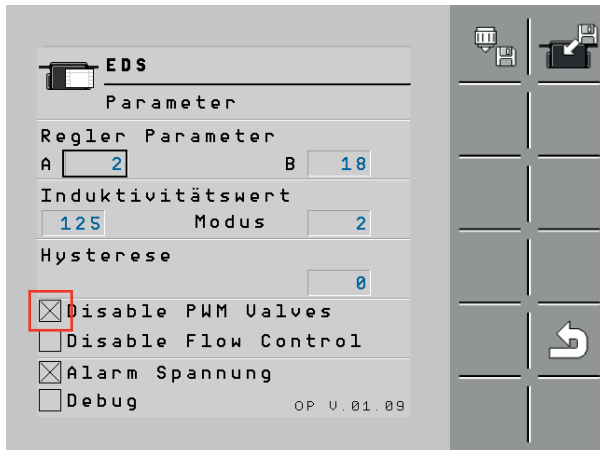 EDS
Parameter
Regler Parameter
A 2 B 18
Induktivitätswert
125 Modus 2
Hysterese
0
Disable PWM Valves
Disable Flow Control
Alarm Spannung
Debug OP V.01.09